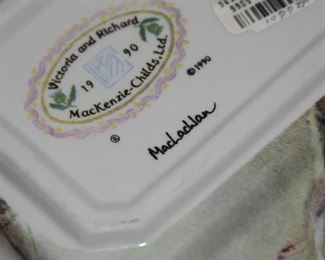 Victoria and Richard
19 90
MacKenzie-Childs, Ltd.
®
©1990
MacLachlan